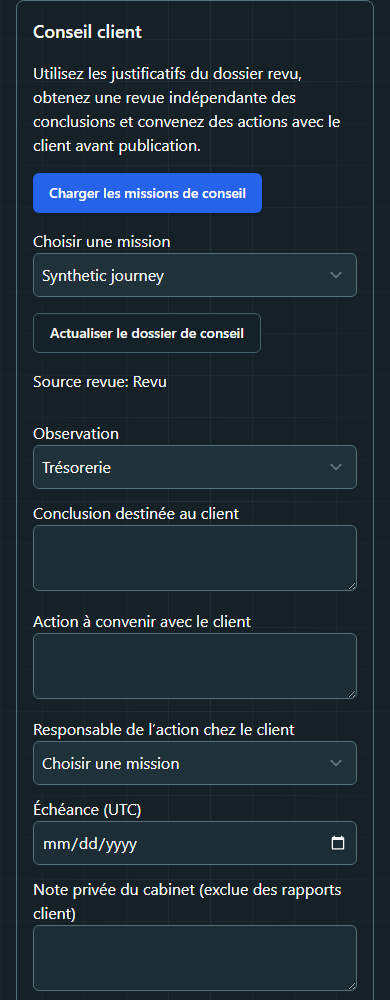 Conseil client
Utilisez les justificatifs du dossier revu,
obtenez une revue indépendante des
conclusions et convenez des actions avec le
client avant publication.
Charger les missions de conseil
Choisir une mission
Synthetic journey
Actualiser le dossier de conseil
Source revue: Revu
Observation
Trésorerie
Conclusion destinée au client
Action à convenir avec le client
Responsable de l’action chez le client
Choisir une mission
Échéance (UTC)
mm/dd/yyyy
Note privée du cabinet (exclue des rapports
client)